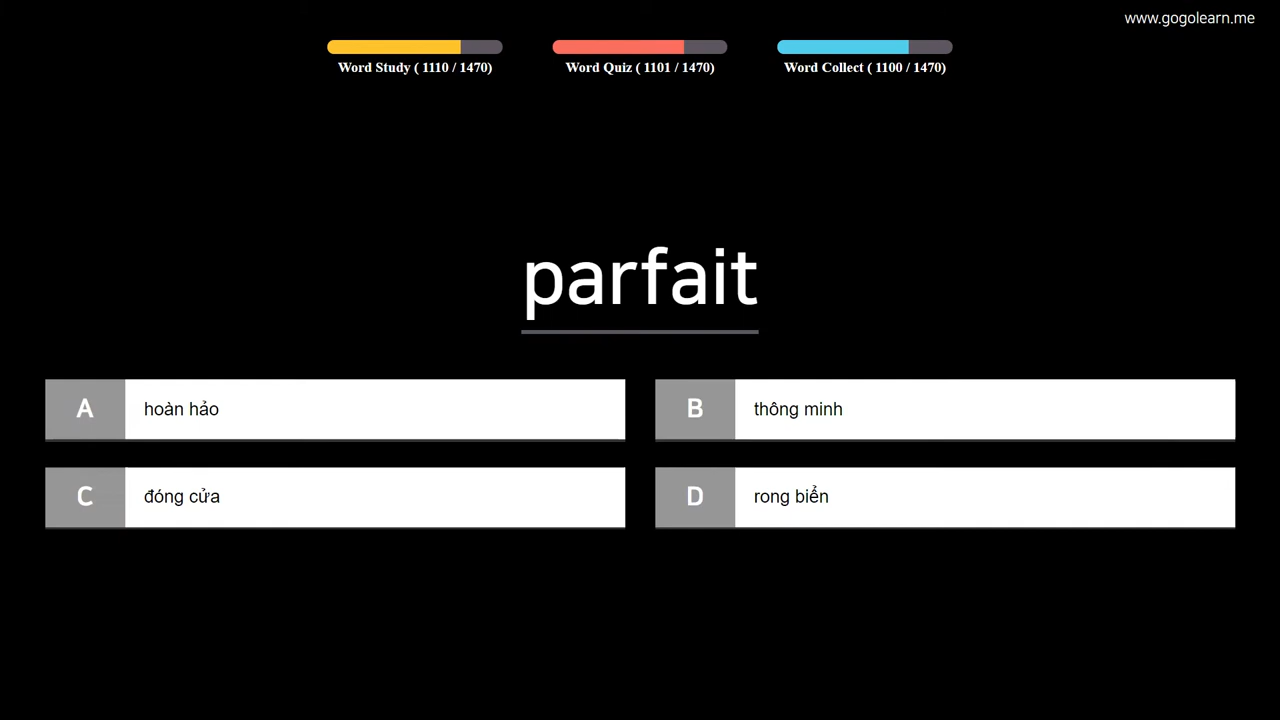 www.gogolearn.me
Word Study ( 1110 / 1470)
Word Quiz ( 1101 / 1470)
Word Collect ( 1100 / 1470)
parfait
A hoàn hảo
B thông minh
C đóng cửa
D rong biển